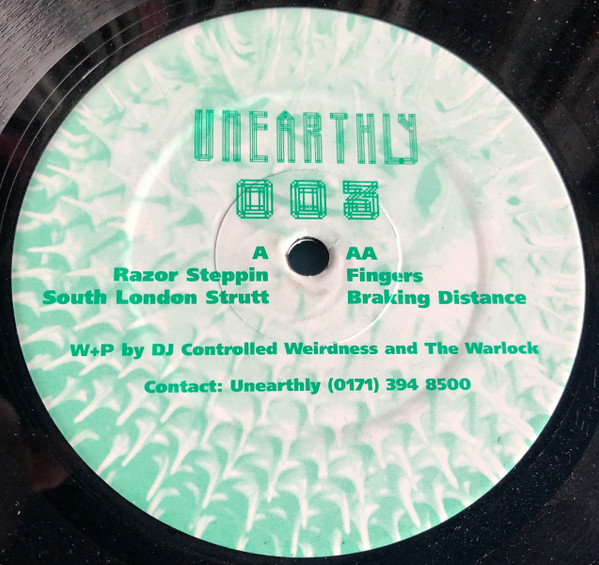 UNEARTHLY
003
A
Razor Steppin
South London Strutt
AA
Fingers
Braking Distance
W+P by DJ Controlled Weirdness and The Warlock
Contact: Unearthly (0171) 394 8500